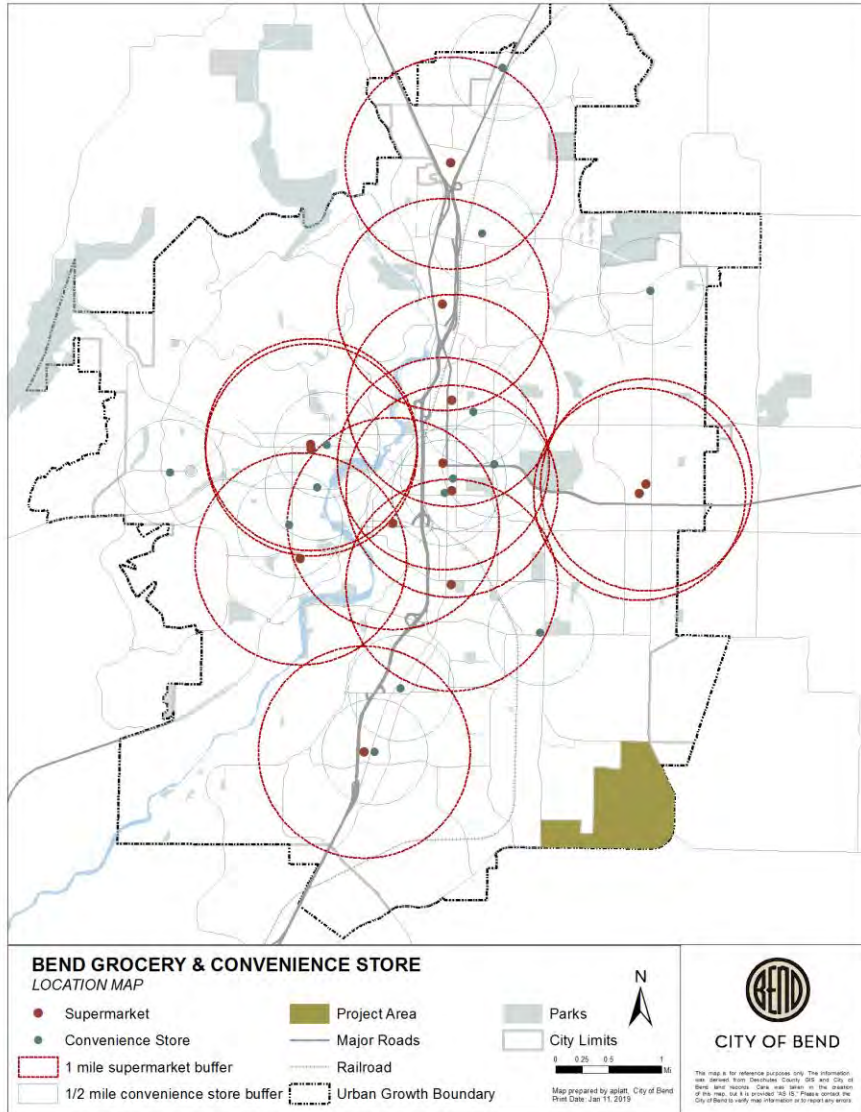 BEND GROCERY & CONVENIENCE STORE
LOCATION MAP
Supermarket
Convenience Store
1 mile supermarket buffer
1/2 mile convenience store buffer
Project Area
Major Roads
Railroad
Urban Growth Boundary
Parks
City Limits
N
0 0.25 0.5 1
Mi
Map prepared by aplatt, City of Bend
Print Date: Jan 11, 2019
BEND
CITY OF BEND
This map is for reference purposes only. The information
was derived from Deschutes County GIS and City of
Bend land records. Care was taken in the creation
of this map, but it is provided "AS IS." Please contact the
City of Bend to verify map information or to report any errors.